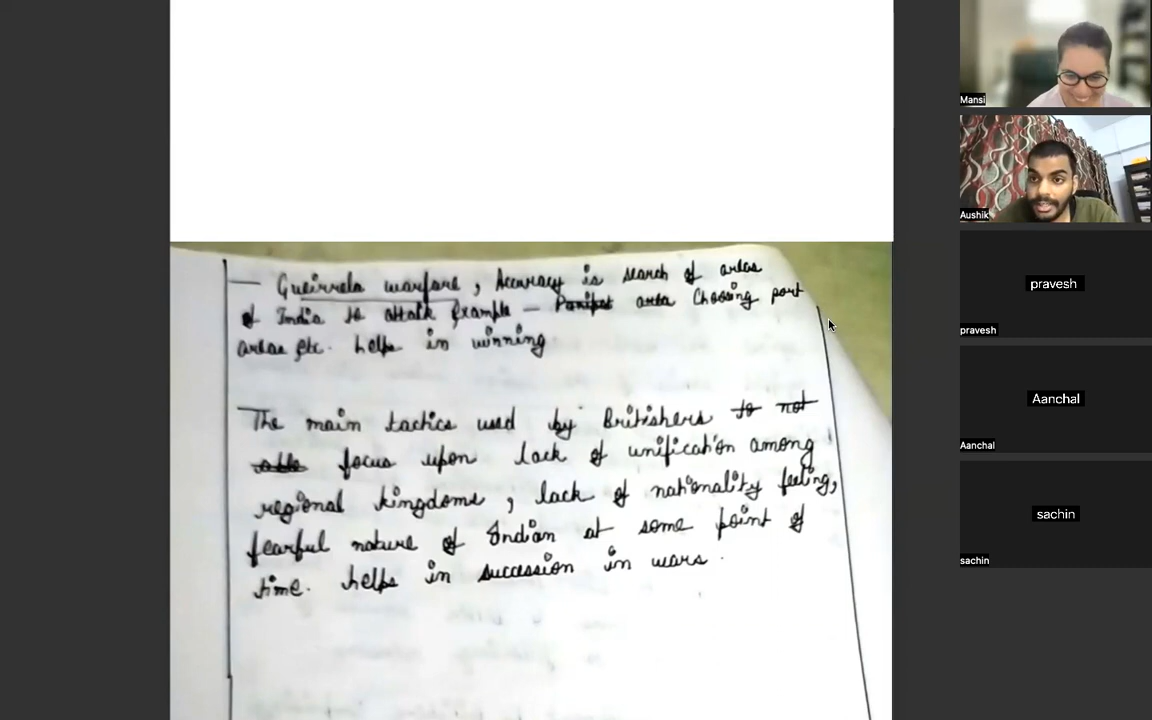 — Gueirrela warfare, Accuracy is search of areas
of India to attatk Example — Panipat area Choosing port
areas etc. helps in winning
The main tactics used by Britishers to not
focus upon lack of unification among
regional kingdoms, lack of nationality feeling,
fearful nature of Indian at some point of
time. helps in succession in wars.
Mansi
Aushik
pravesh
pravesh
Aanchal
Aanchal
sachin
sachin